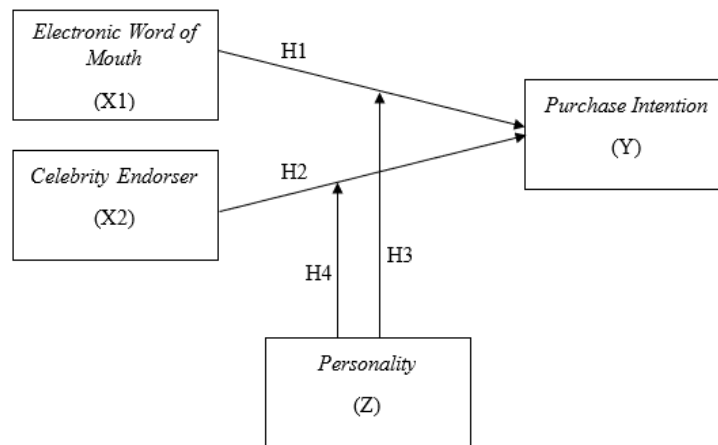 Electronic Word of
Mouth
(X1)
H1
Purchase Intention
(Y)
Celebrity Endorser
(X2)
H2
H4
H3
Personality
(Z)